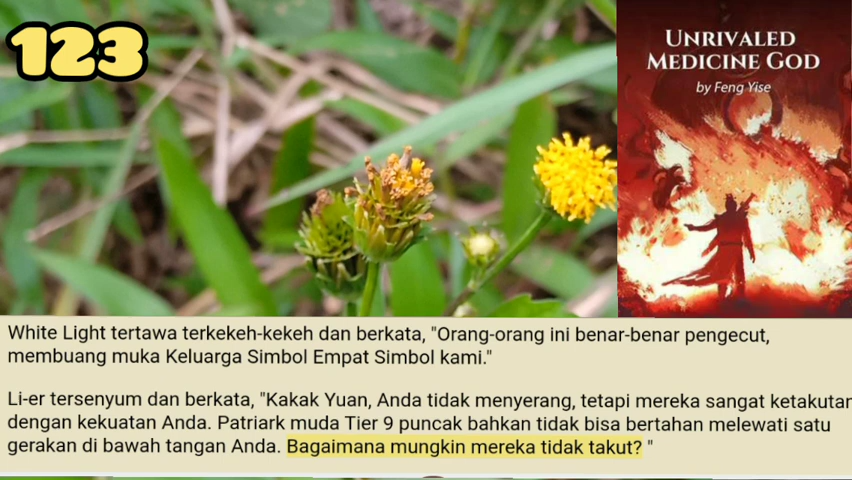 123
UNRIVALED
MEDICINE GOD
by Feng Yise
White Light tertawa terkekeh-kekeh dan berkata, "Orang-orang ini benar-benar pengecut,
membuang muka Keluarga Simbol Empat Simbol kami."
Li-er tersenyum dan berkata, "Kakak Yuan, Anda tidak menyerang, tetapi mereka sangat ketakutan
dengan kekuatan Anda. Patriark muda Tier 9 puncak bahkan tidak bisa bertahan melewati satu
gerakan di bawah tangan Anda. Bagaimana mungkin mereka tidak takut? "